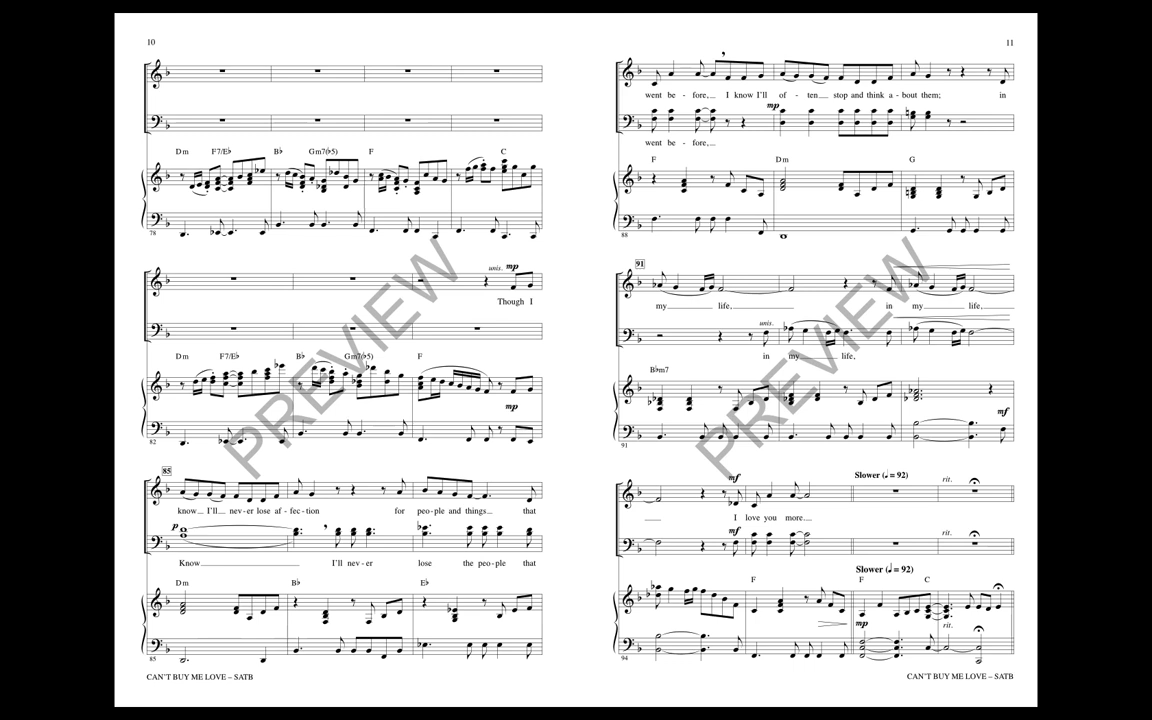 10
Dm F7/E♭ B♭ Gm7(♭5) F C
78
unis. mp
Though I
Dm F7/E♭ B♭ Gm7(♭5) F
mp
82
85
know I'll nev-er lose af-fec-tion for peo-ple and things that
p
Know I'll nev-er lose the peo-ple that
Dm B♭ E♭
85
CAN'T BUY ME LOVE – SATB
11
went be-fore, I know I'll of-ten stop and think a-bout them; in
mp
went be-fore,
F Dm G
88
91
my life, in my life,
unis.
in my life,
B♭m7
mf
91
mf Slower (♩= 92) rit.
I love you more.
mf rit.
Slower (♩= 92)
F F C
mp rit.
94
CAN'T BUY ME LOVE – SATB
PREVIEW
PREVIEW